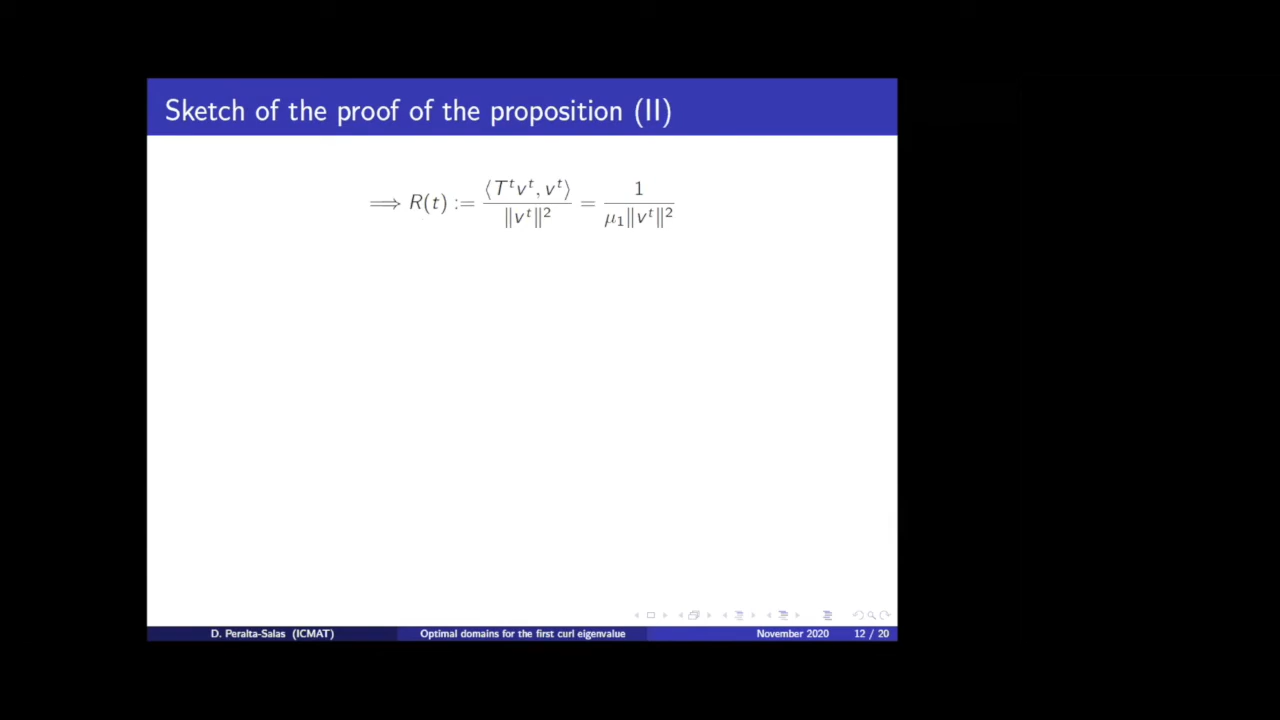 Sketch of the proof of the proposition (II)
⟹ R(t) := ⟨T^t v^t, v^t⟩ / ‖v^t‖² = 1 / μ₁‖v^t‖²
D. Peralta-Salas (ICMAT) Optimal domains for the first curl eigenvalue November 2020 12 / 20